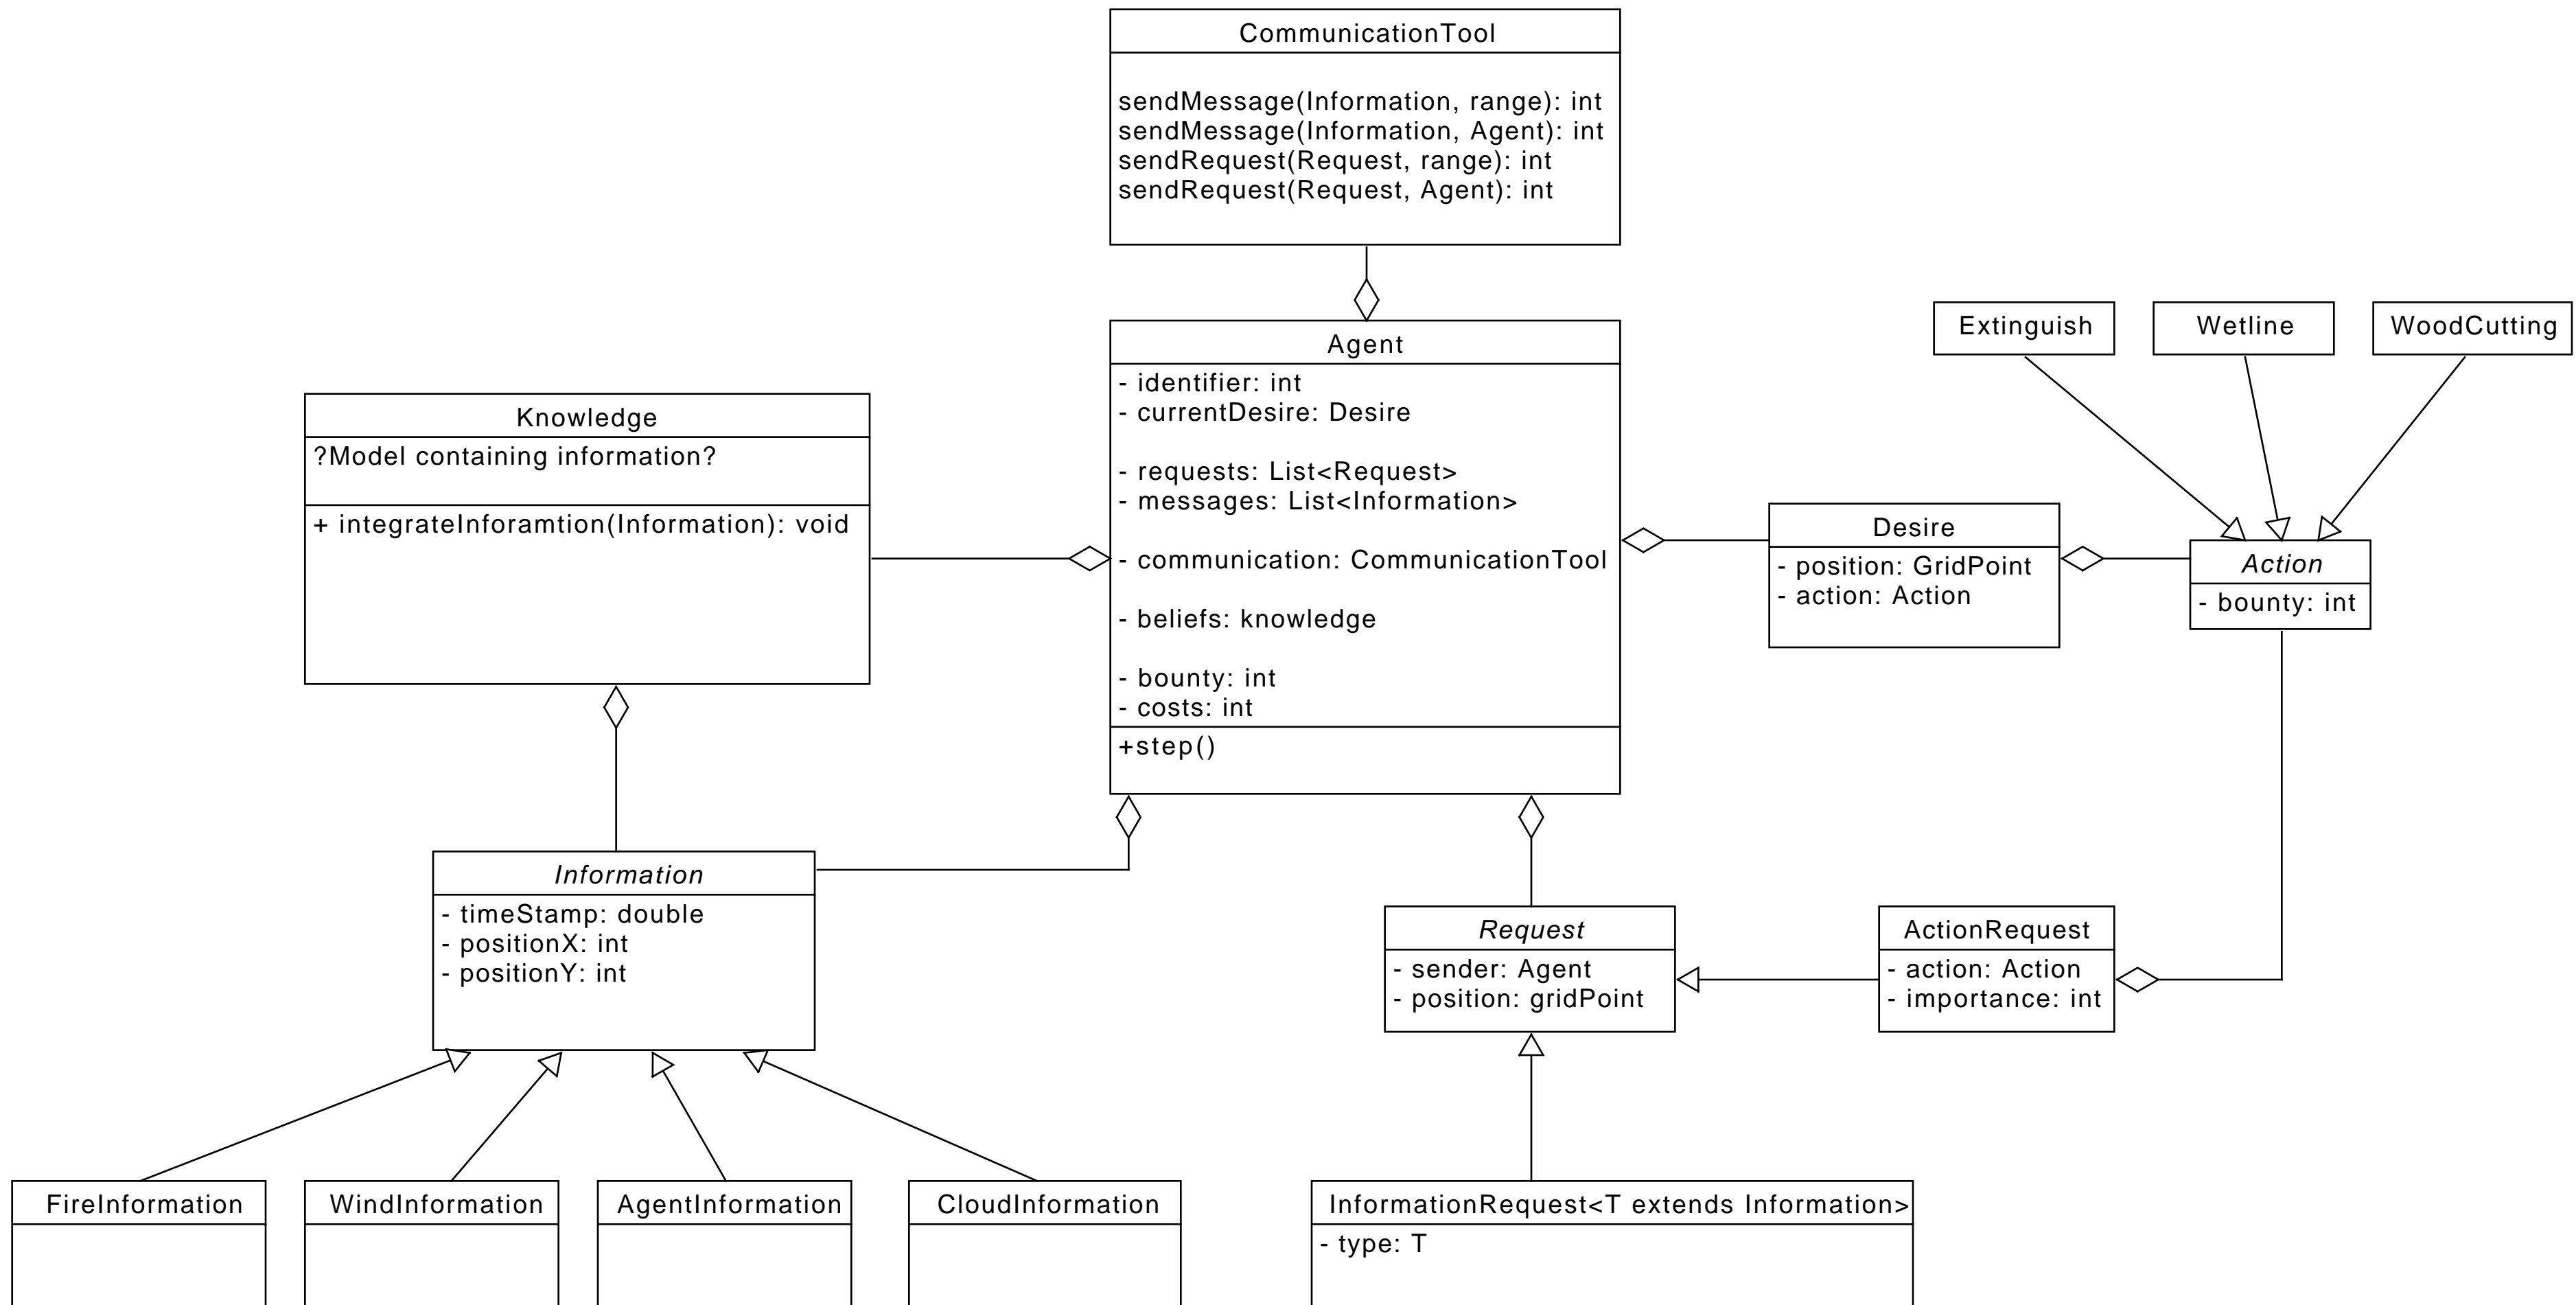 CommunicationTool
sendMessage(Information, range): int
sendMessage(Information, Agent): int
sendRequest(Request, range): int
sendRequest(Request, Agent): int
Extinguish
Wetline
WoodCutting
Agent
- identifier: int
- currentDesire: Desire
- requests: List<Request>
- messages: List<Information>
- communication: CommunicationTool
- beliefs: knowledge
- bounty: int
- costs: int
+step()
Knowledge
?Model containing information?
+ integrateInforamtion(Information): void
Desire
- position: GridPoint
- action: Action
Action
- bounty: int
Information
- timeStamp: double
- positionX: int
- positionY: int
Request
- sender: Agent
- position: gridPoint
ActionRequest
- action: Action
- importance: int
FireInformation
WindInformation
AgentInformation
CloudInformation
InformationRequest<T extends Information>
- type: T